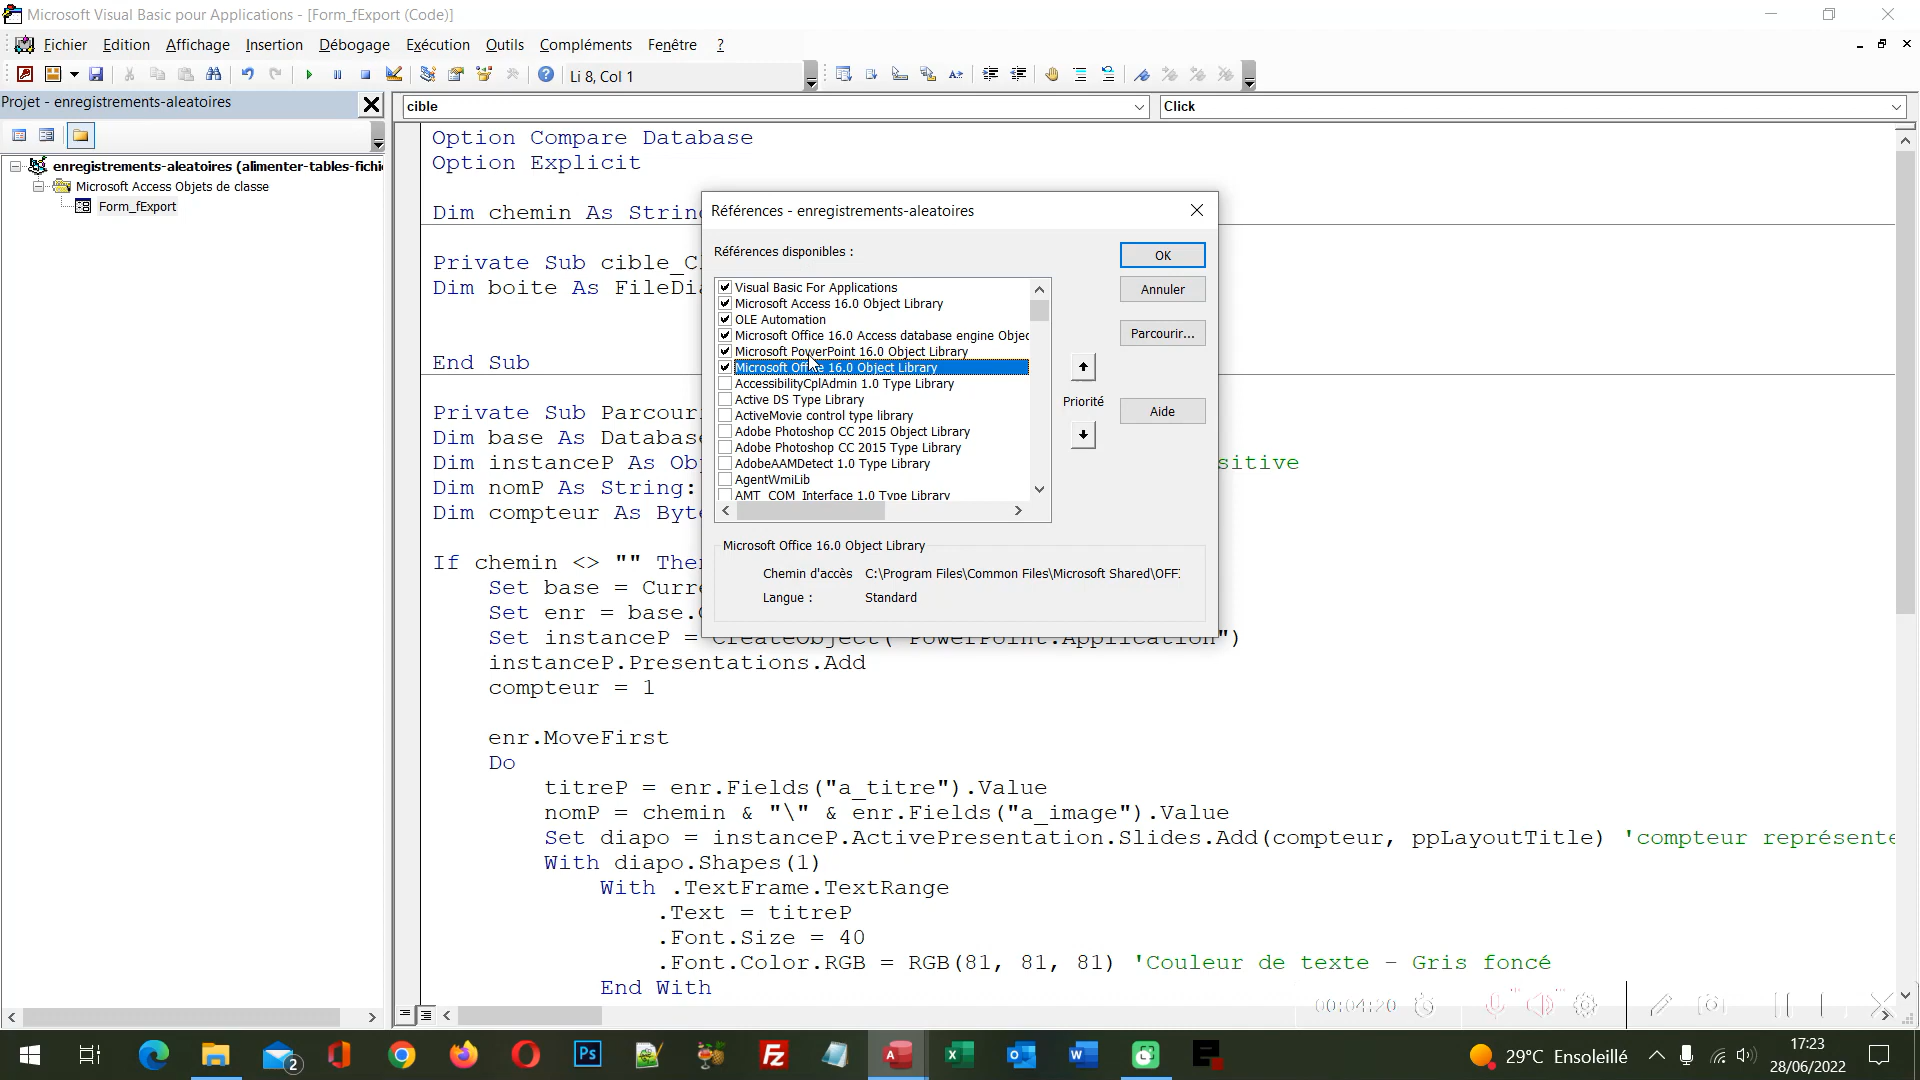 Microsoft Visual Basic pour Applications - [Form_fExport (Code)]
Fichier Edition Affichage Insertion Débogage Exécution Outils Compléments Fenêtre ?
Li 8, Col 1
Projet - enregistrements-aleatoires
enregistrements-aleatoires (alimenter-tables-fichi
Microsoft Access Objets de classe
Form_fExport
cible
Click
Option Compare Database
Option Explicit
Dim chemin As String
Private Sub cible_C
Dim boite As FileDia
End Sub
Private Sub Parcour
Dim base As Database
Dim instanceP As Ob sitive
Dim nomP As String:
Dim compteur As Byte
If chemin <> "" The
Set base = Curre
Set enr = base.
Set instanceP = CreateObject("PowerPoint.Application")
instanceP.Presentations.Add
compteur = 1
enr.MoveFirst
Do
titreP = enr.Fields("a_titre").Value
nomP = chemin & "\" & enr.Fields("a_image").Value
Set diapo = instanceP.ActivePresentation.Slides.Add(compteur, ppLayoutTitle) 'compteur représente
With diapo.Shapes(1)
With .TextFrame.TextRange
.Text = titreP
.Font.Size = 40
.Font.Color.RGB = RGB(81, 81, 81) 'Couleur de texte - Gris foncé
End With
Références - enregistrements-aleatoires
Références disponibles :
Visual Basic For Applications
Microsoft Access 16.0 Object Library
OLE Automation
Microsoft Office 16.0 Access database engine Objec
Microsoft PowerPoint 16.0 Object Library
Microsoft Office 16.0 Object Library
AccessibilityCplAdmin 1.0 Type Library
Active DS Type Library
ActiveMovie control type library
Adobe Photoshop CC 2015 Object Library
Adobe Photoshop CC 2015 Type Library
AdobeAAMDetect 1.0 Type Library
AgentWmiLib
AMT_COM_Interface 1.0 Type Library
OK
Annuler
Parcourir...
Priorité
Aide
Microsoft Office 16.0 Object Library
Chemin d'accès C:\Program Files\Common Files\Microsoft Shared\OFF
Langue : Standard
00:04:20
2
29°C Ensoleillé
17:23
28/06/2022